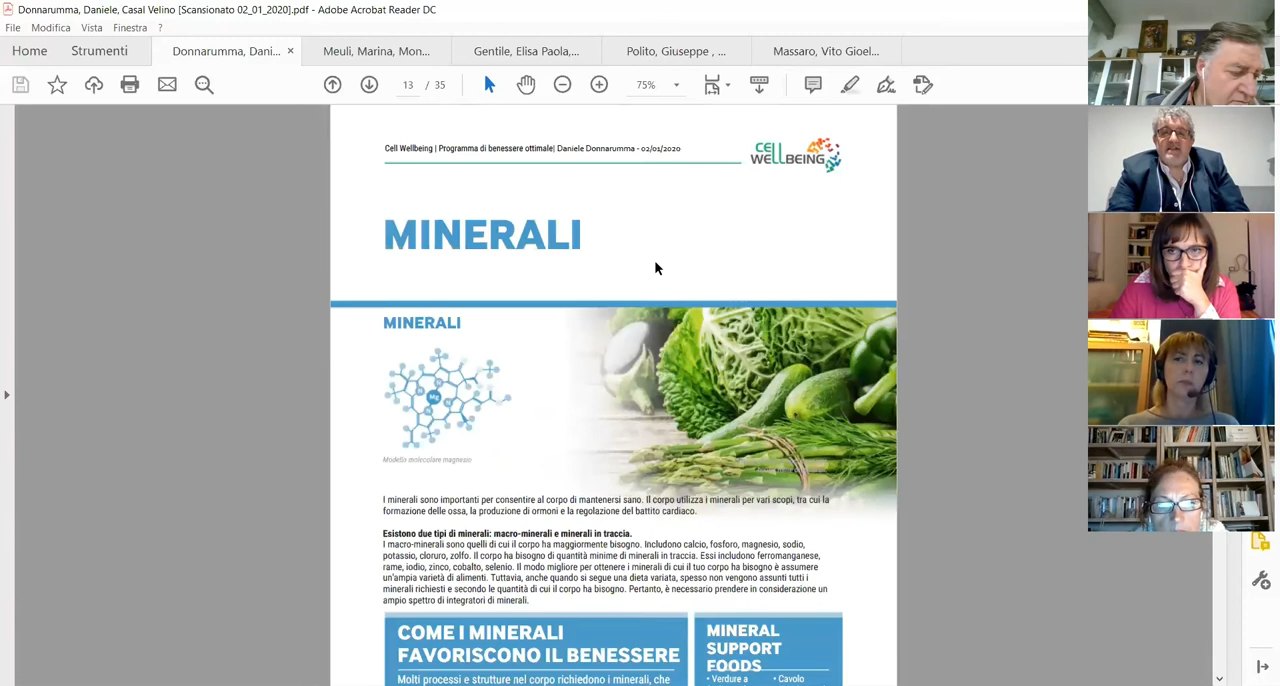 Donnarumma, Daniele, Casal Velino [Scansionato 02_01_2020].pdf - Adobe Acrobat Reader DC
File Modifica Vista Finestra ?
Home Strumenti Donnarumma, Dani... × Meuli, Marina, Mon... Gentile, Elisa Paola,... Polito, Giuseppe , ... Massaro, Vito Gioel...
13 / 35 75%
Cell Wellbeing | Programma di benessere ottimale| Daniele Donnarumma - 02/01/2020
CELL
WELLBEING
MINERALI
MINERALI
Mg
N
N
N
N
Modello molecolare magnesio
I minerali sono importanti per consentire al corpo di mantenersi sano. Il corpo utilizza i minerali per vari scopi, tra cui la
formazione delle ossa, la produzione di ormoni e la regolazione del battito cardiaco.
Esistono due tipi di minerali: macro-minerali e minerali in traccia.
I macro-minerali sono quelli di cui il corpo ha maggiormente bisogno. Includono calcio, fosforo, magnesio, sodio,
potassio, cloruro, zolfo. Il corpo ha bisogno di quantità minime di minerali in traccia. Essi includono ferromanganese,
rame, iodio, zinco, cobalto, selenio. Il modo migliore per ottenere i minerali di cui il tuo corpo ha bisogno è assumere
un'ampia varietà di alimenti. Tuttavia, anche quando si segue una dieta variata, spesso non vengono assunti tutti i
minerali richiesti e secondo le quantità di cui il corpo ha bisogno. Pertanto, è necessario prendere in considerazione un
ampio spettro di integratori di minerali.
COME I MINERALI
FAVORISCONO IL BENESSERE
Molti processi e strutture nel corpo richiedono i minerali, che
MINERAL
SUPPORT
FOODS
• Verdure a • Cavolo